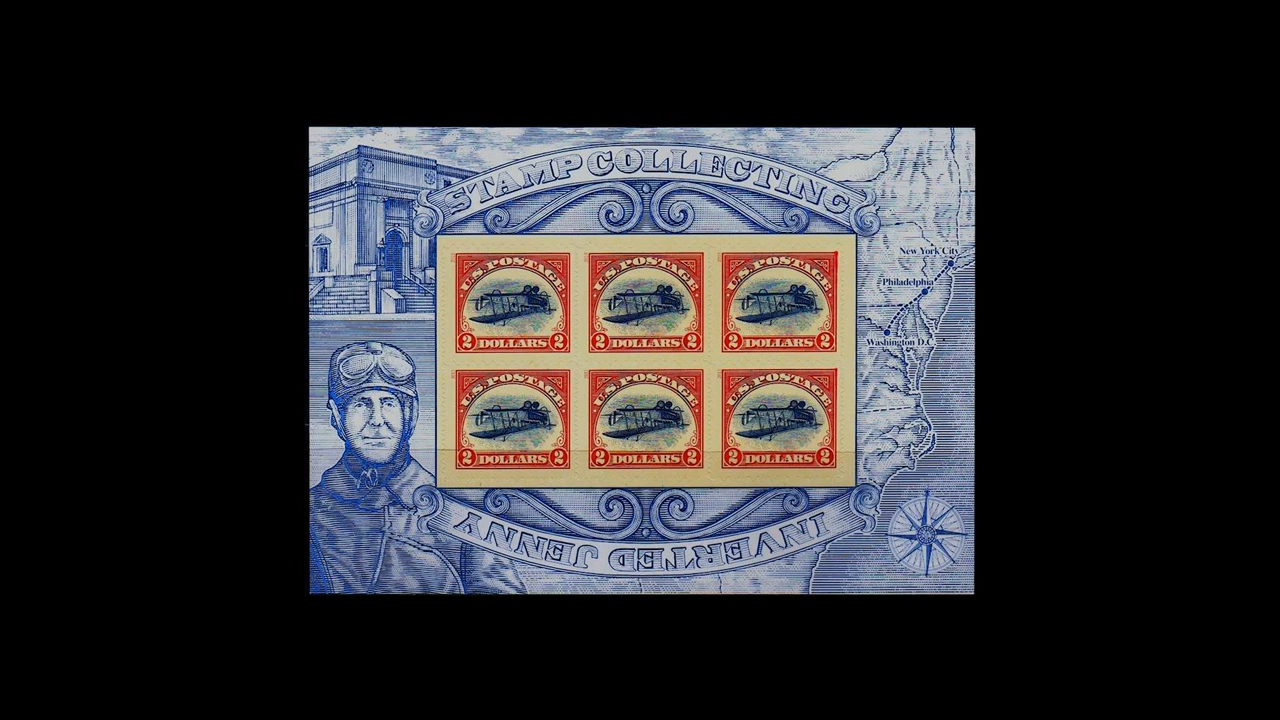 STAMP COLLECTING
New York City
Philadelphia
Washington D.C.
U.S. POSTAGE
2 DOLLARS 2
U.S. POSTAGE
2 DOLLARS 2
U.S. POSTAGE
2 DOLLARS 2
U.S. POSTAGE
2 DOLLARS 2
U.S. POSTAGE
2 DOLLARS 2
U.S. POSTAGE
2 DOLLARS 2
INVERTED JENNY